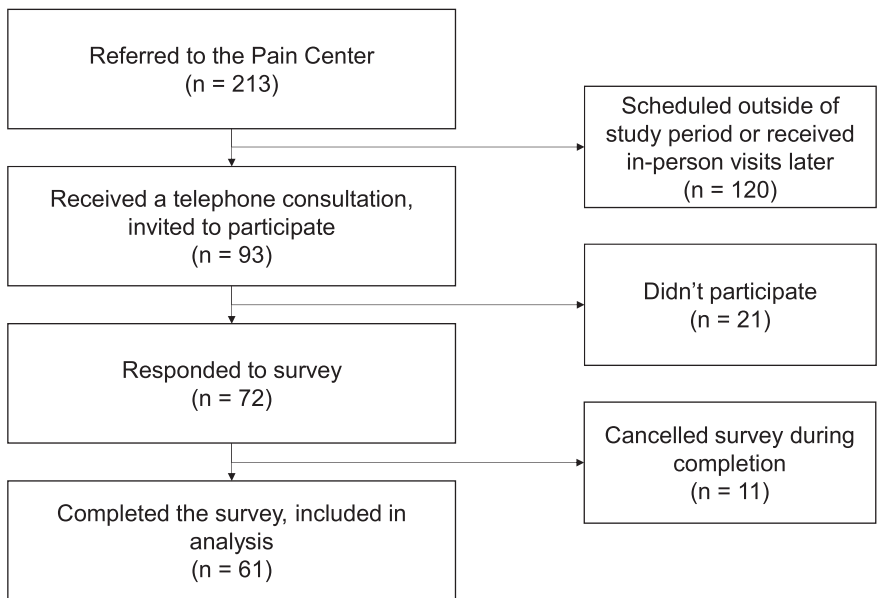 Referred to the Pain Center
(n = 213)
Scheduled outside of
study period or received
in-person visits later
(n = 120)
Received a telephone consultation,
invited to participate
(n = 93)
Didn’t participate
(n = 21)
Responded to survey
(n = 72)
Cancelled survey during
completion
(n = 11)
Completed the survey, included in
analysis
(n = 61)